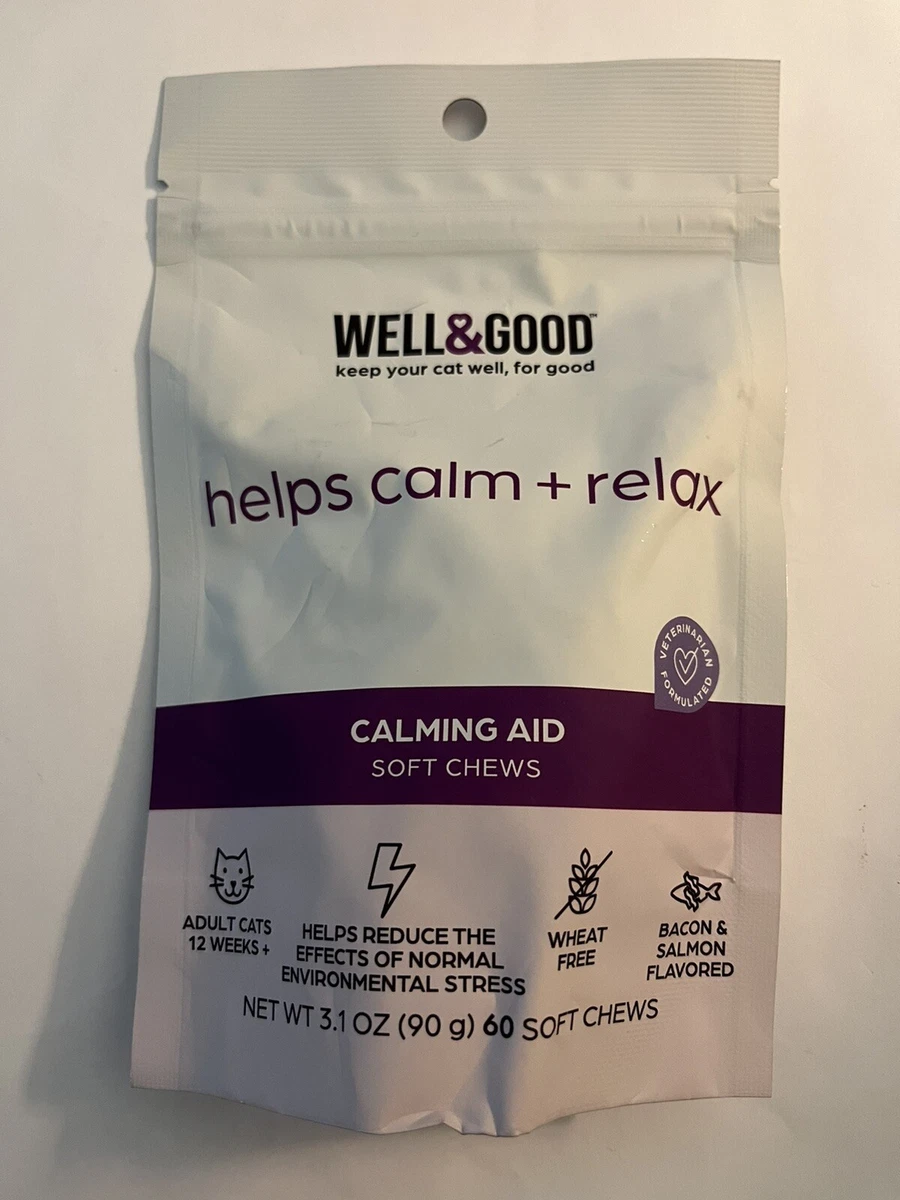 WELL&GOOD™
keep your cat well, for good
helps calm + relax
VETERINARIAN
FORMULATED
CALMING AID
SOFT CHEWS
ADULT CATS
12 WEEKS +
HELPS REDUCE THE
EFFECTS OF NORMAL
ENVIRONMENTAL STRESS
WHEAT
FREE
BACON &
SALMON
FLAVORED
NET WT 3.1 OZ (90 g) 60 SOFT CHEWS